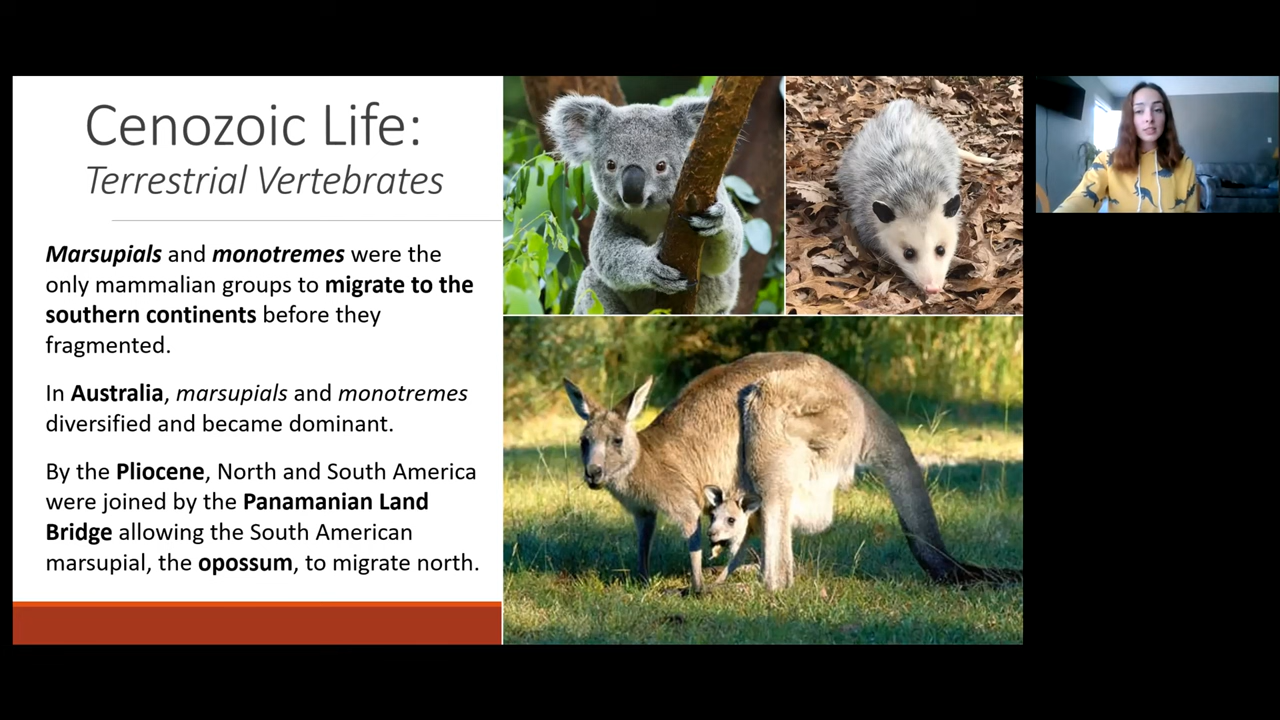 Cenozoic Life:
Terrestrial Vertebrates
Marsupials and monotremes were the
only mammalian groups to migrate to the
southern continents before they
fragmented.
In Australia, marsupials and monotremes
diversified and became dominant.
By the Pliocene, North and South America
were joined by the Panamanian Land
Bridge allowing the South American
marsupial, the opossum, to migrate north.